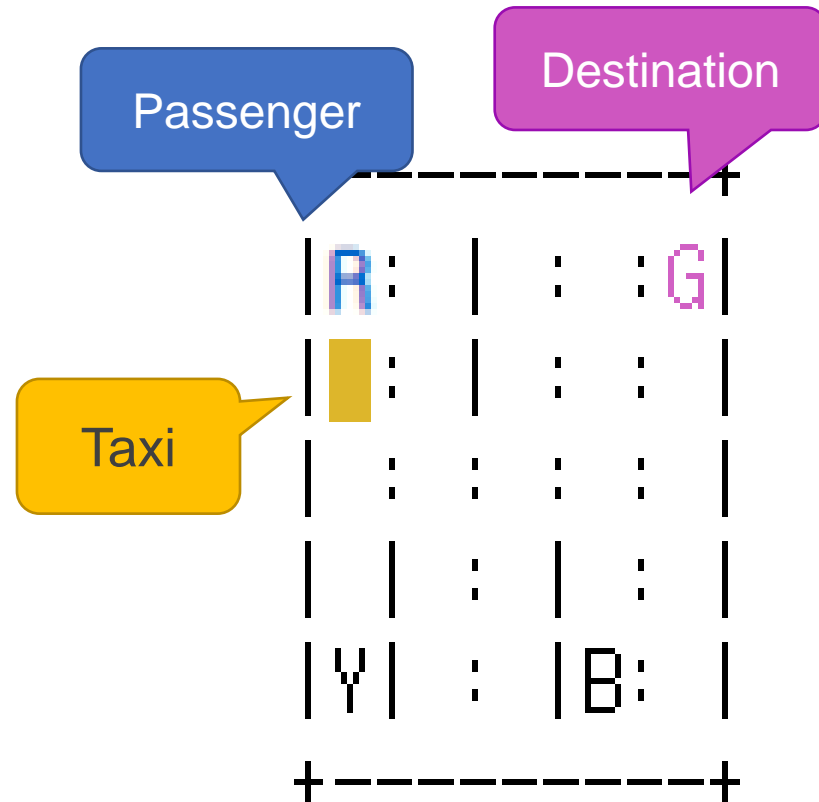 Destination
Passenger
--------+
|A: | : :G|
|█: | : : |
| : : : : |
Taxi
| | : | : |
|Y| : |B: |
+---------+